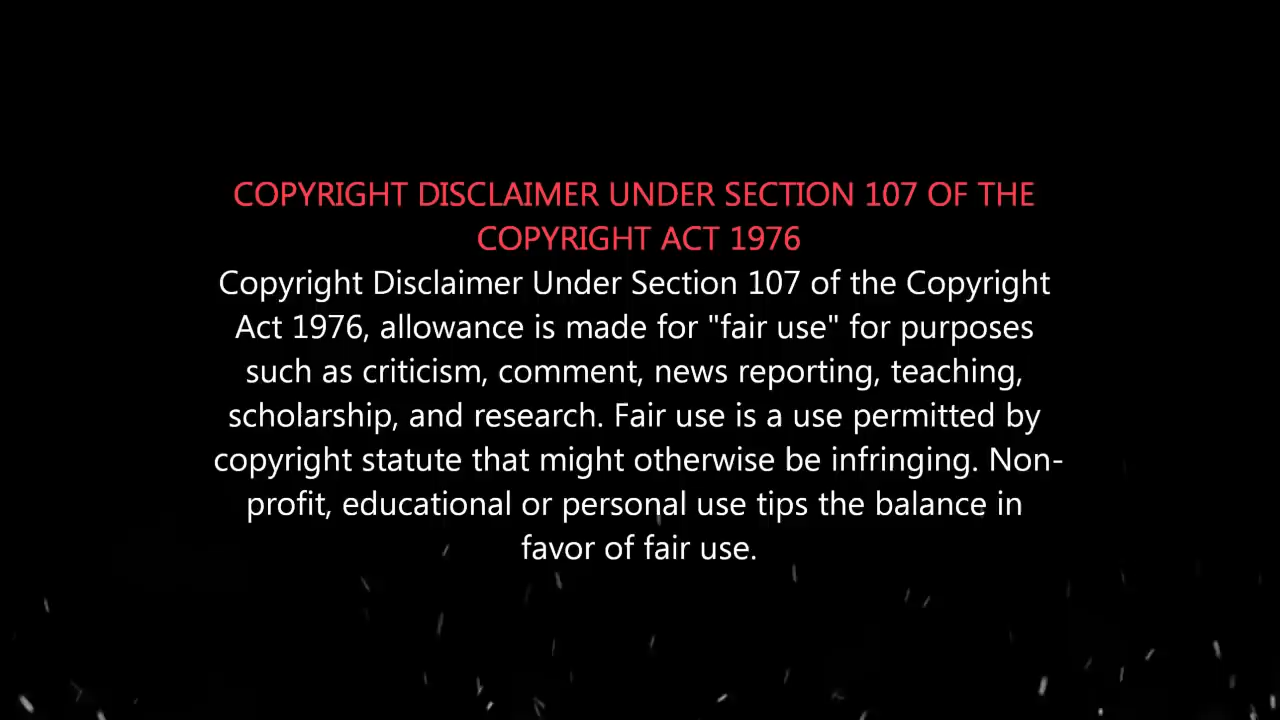 COPYRIGHT DISCLAIMER UNDER SECTION 107 OF THE
COPYRIGHT ACT 1976
Copyright Disclaimer Under Section 107 of the Copyright
Act 1976, allowance is made for "fair use" for purposes
such as criticism, comment, news reporting, teaching,
scholarship, and research. Fair use is a use permitted by
copyright statute that might otherwise be infringing. Non-
profit, educational or personal use tips the balance in
favor of fair use.